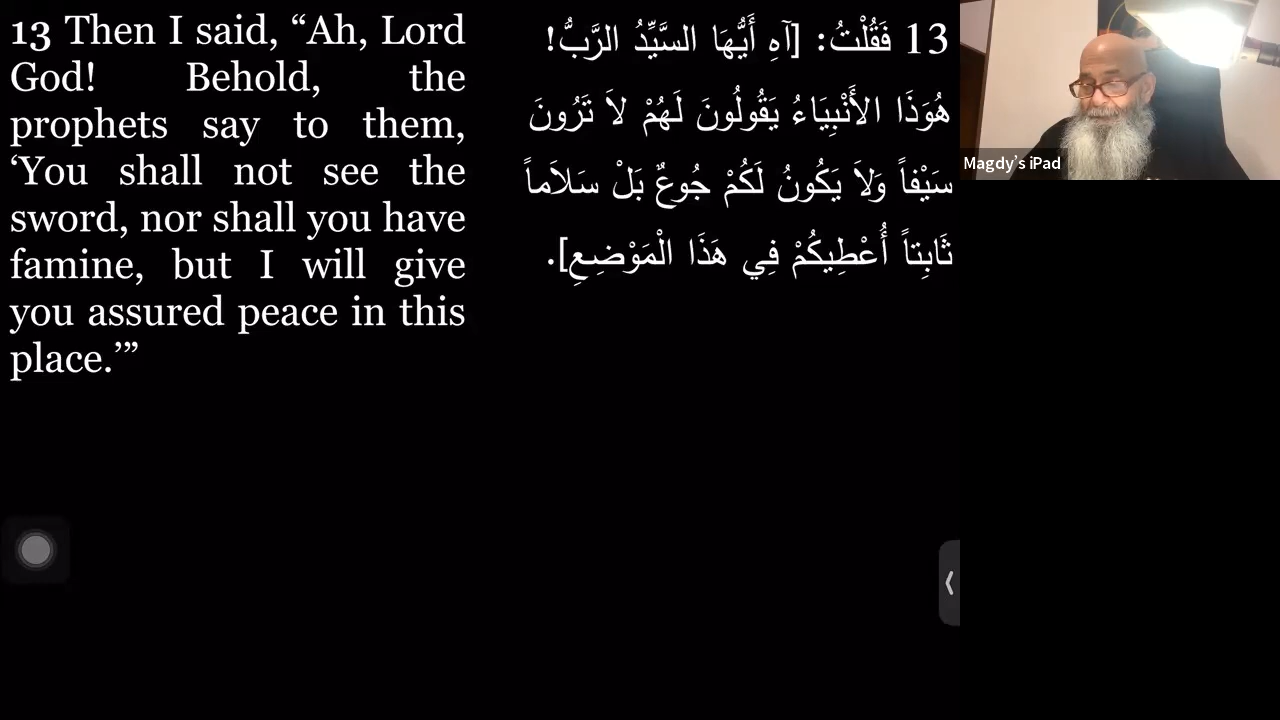 13 Then I said, “Ah, Lord
God! Behold, the
prophets say to them,
‘You shall not see the
sword, nor shall you have
famine, but I will give
you assured peace in this
place.’”
13 فَقُلْتُ: [آهِ أَيُّهَا السَّيِّدُ الرَّبُّ!
هُوَذَا الأَنْبِيَاءُ يَقُولُونَ لَهُمْ لاَ تَرُونَ
سَيْفاً وَلاَ يَكُونُ لَكُمْ جُوعٌ بَلْ سَلاَماً
ثَابِتاً أُعْطِيكُمْ فِي هَذَا الْمَوْضِعِ].
Magdy’s iPad